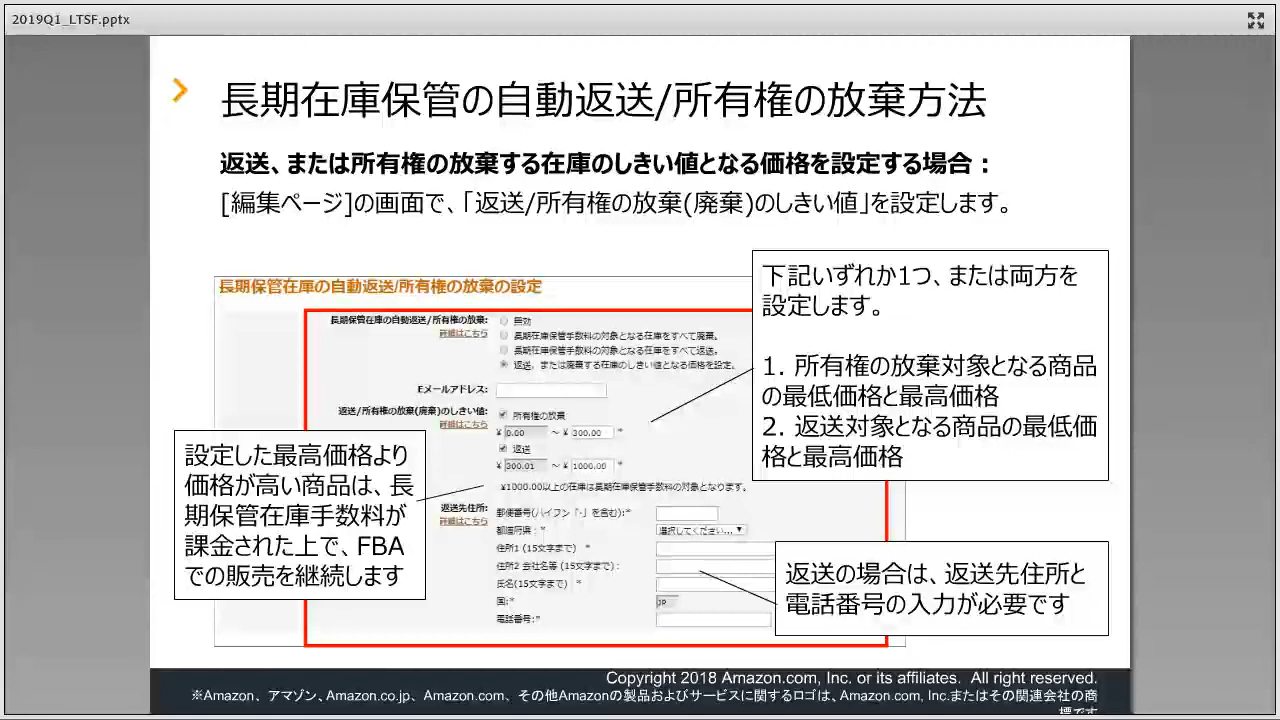 2019Q1_LTSF.pptx
長期在庫保管の自動返送/所有権の放棄方法
返送、または所有権の放棄する在庫のしきい値となる価格を設定する場合：
[編集ページ]の画面で、「返送/所有権の放棄(廃棄)のしきい値」を設定します。
長期保管在庫の自動返送/所有権の放棄の設定
長期保管在庫の自動返送/所有権の放棄:
詳細はこちら
無効
長期在庫保管手数料の対象となる在庫をすべて廃棄。
長期在庫保管手数料の対象となる在庫をすべて返送。
返送、または廃棄する在庫のしきい値となる価格を設定。
Eメールアドレス:
返送/所有権の放棄(廃棄)のしきい値:
詳細はこちら
所有権の放棄
¥ 0.00 ～ ¥ 300.00 *
返送
¥ 300.01 ～ ¥ 1000.00 *
¥1000.00以上の在庫は長期在庫保管手数料の対象となります。
返送先住所:
詳細はこちら
郵便番号(ハイフン「-」を含む):*
都道府県：* 選択してください...
住所1 (15文字まで) *
住所2 会社名等 (15文字まで)：
氏名(15文字まで) *
国:* JP
電話番号:*
下記いずれか1つ、または両方を
設定します。
1. 所有権の放棄対象となる商品
の最低価格と最高価格
2. 返送対象となる商品の最低価
格と最高価格
設定した最高価格より
価格が高い商品は、長
期保管在庫手数料が
課金された上で、FBA
での販売を継続します
返送の場合は、返送先住所と
電話番号の入力が必要です
Copyright 2018 Amazon.com, Inc. or its affiliates. All right reserved.
※Amazon、アマゾン、Amazon.co.jp、Amazon.com、その他Amazonの製品およびサービスに関するロゴは、Amazon.com, Inc.またはその関連会社の商
標です